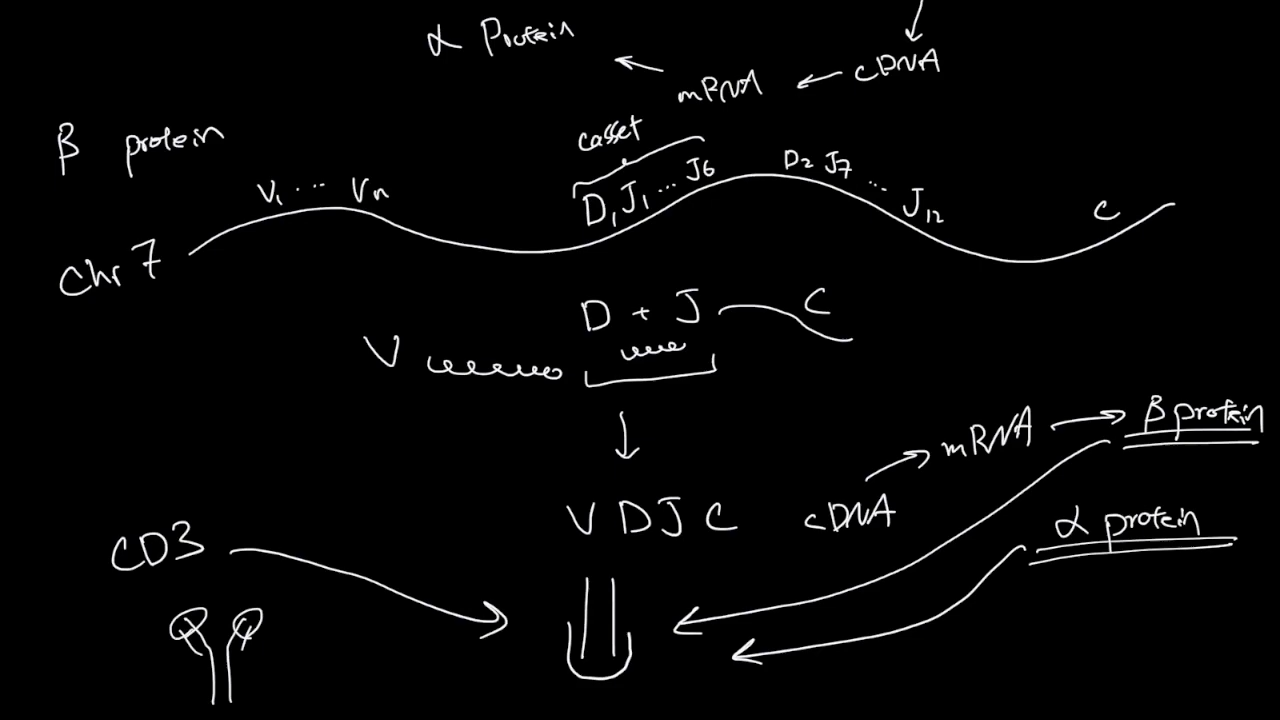 α Protein
mRNA ← cDNA
casset
β protein
V₁ ... Vn D₁ J₁ ... J6 D2 J7 ... J12 C
Chr 7
D + J C
V
mRNA → β protein
V D J C cDNA
α protein
CD3